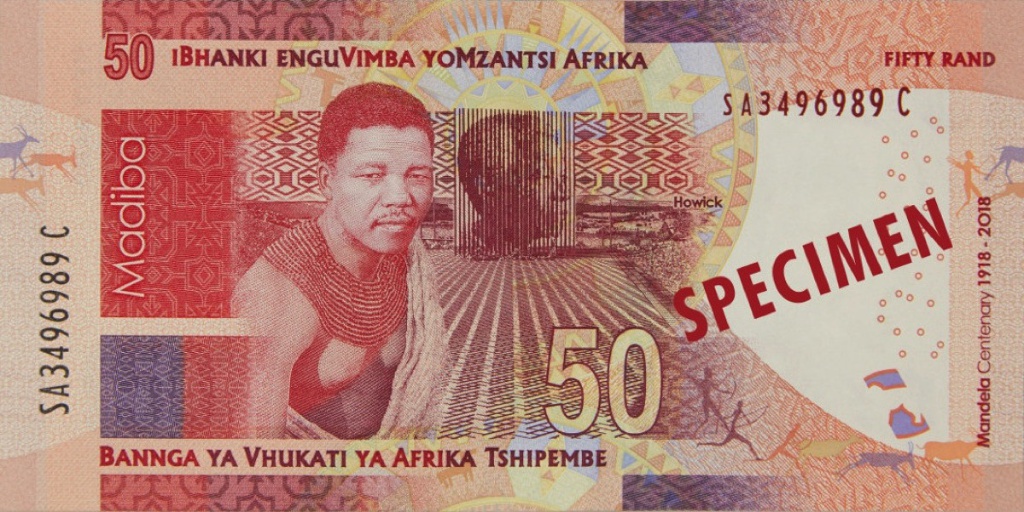 50 iBHANKI ENGUVIMBA YOMZANTSI AFRIKA
FIFTY RAND
SA3496989 C
Madiba
Howick
SPECIMEN
SA3496989 C
Mandela Centenary 1918 - 2018
50
BANNGA YA VHUKATI YA AFRIKA TSHIPEMBE